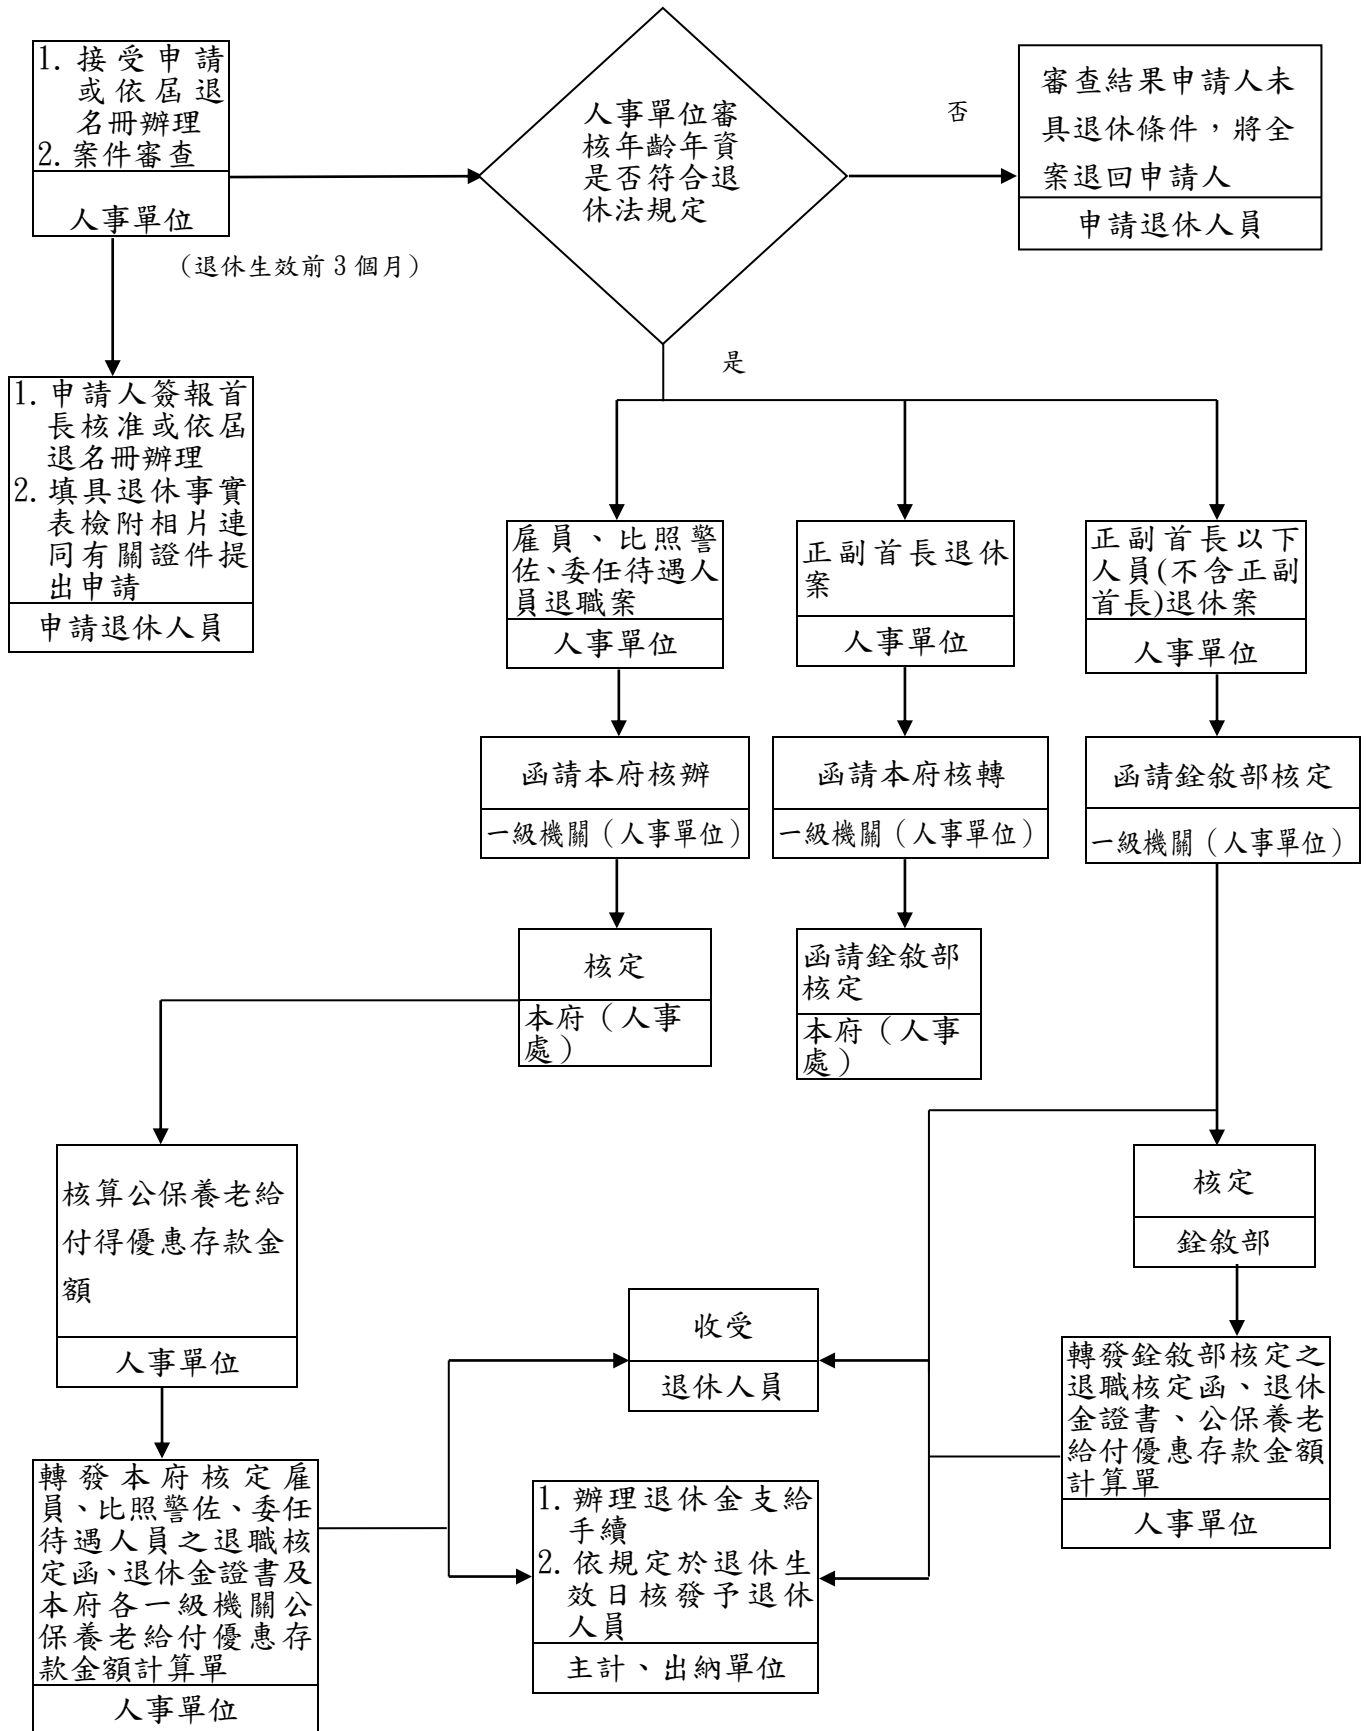 1. 接受申請
或依屆退
名冊辦理
2. 案件審查
人事單位
(退休生效前3個月)
人事單位審
核年齡年資
是否符合退
休法規定
否
審查結果申請人未
具退休條件，將全
案退回申請人
申請退休人員
是
1. 申請人簽報首
長核准或依屆
退名冊辦理
2. 填具退休事實
表檢附相片連
同有關證件提
出申請
申請退休人員
雇員、比照警
佐、委任待遇人
員退職案
人事單位
正副首長退休
案
人事單位
正副首長以下
人員(不含正副
首長)退休案
人事單位
函請本府核辦
一級機關（人事單位）
函請本府核轉
一級機關（人事單位）
函請銓敘部核定
一級機關（人事單位）
核定
本府（人事
處）
函請銓敘部
核定
本府（人事
處）
核算公保養老給
付得優惠存款金
額
人事單位
核定
銓敘部
收受
退休人員
轉發銓敘部核定之
退職核定函、退休
金證書、公保養老
給付優惠存款金額
計算單
人事單位
轉發本府核定雇
員、比照警佐、委任
待遇人員之退職核
定函、退休金證書及
本府各一級機關公
保養老給付優惠存
款金額計算單
人事單位
1. 辦理退休金支給
手續
2. 依規定於退休生
效日核發予退休
人員
主計、出納單位